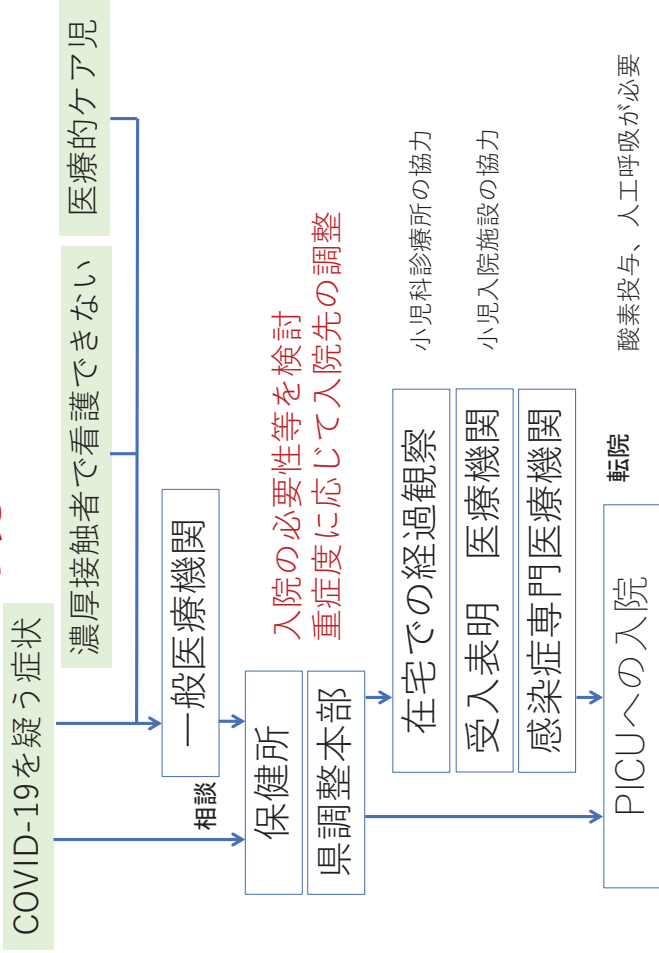 COVID-19を疑う症状
濃厚接触者で看護できない
医療的ケア児
一般医療機関
相談
保健所
県調整本部
入院の必要性等を検討
重症度に応じて入院先の調整
在宅での経過観察
小児科診療所の協力
受入表明 医療機関
小児入院施設の協力
感染症専門医療機関
転院
PICUへの入院
酸素投与、人工呼吸が必要